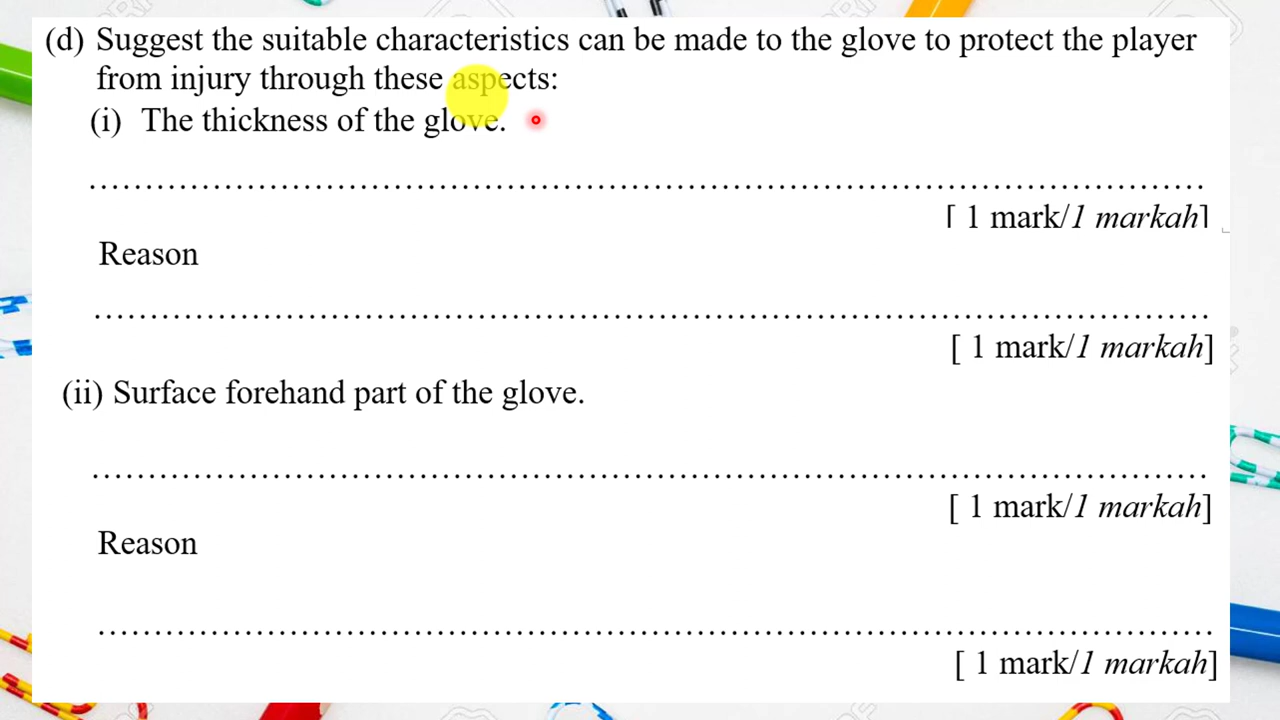 (d) Suggest the suitable characteristics can be made to the glove to protect the player
from injury through these aspects:
(i) The thickness of the glove.
................................................................................................
[ 1 mark/1 markah]
Reason
................................................................................................
[ 1 mark/1 markah]
(ii) Surface forehand part of the glove.
................................................................................................
[ 1 mark/1 markah]
Reason
................................................................................................
[ 1 mark/1 markah]